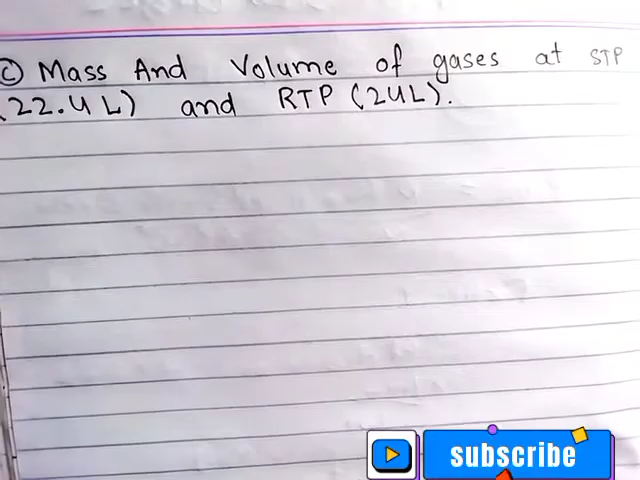 © Mass And Volume of gases at STP
(22.4 L) and RTP (24L).
subscribe